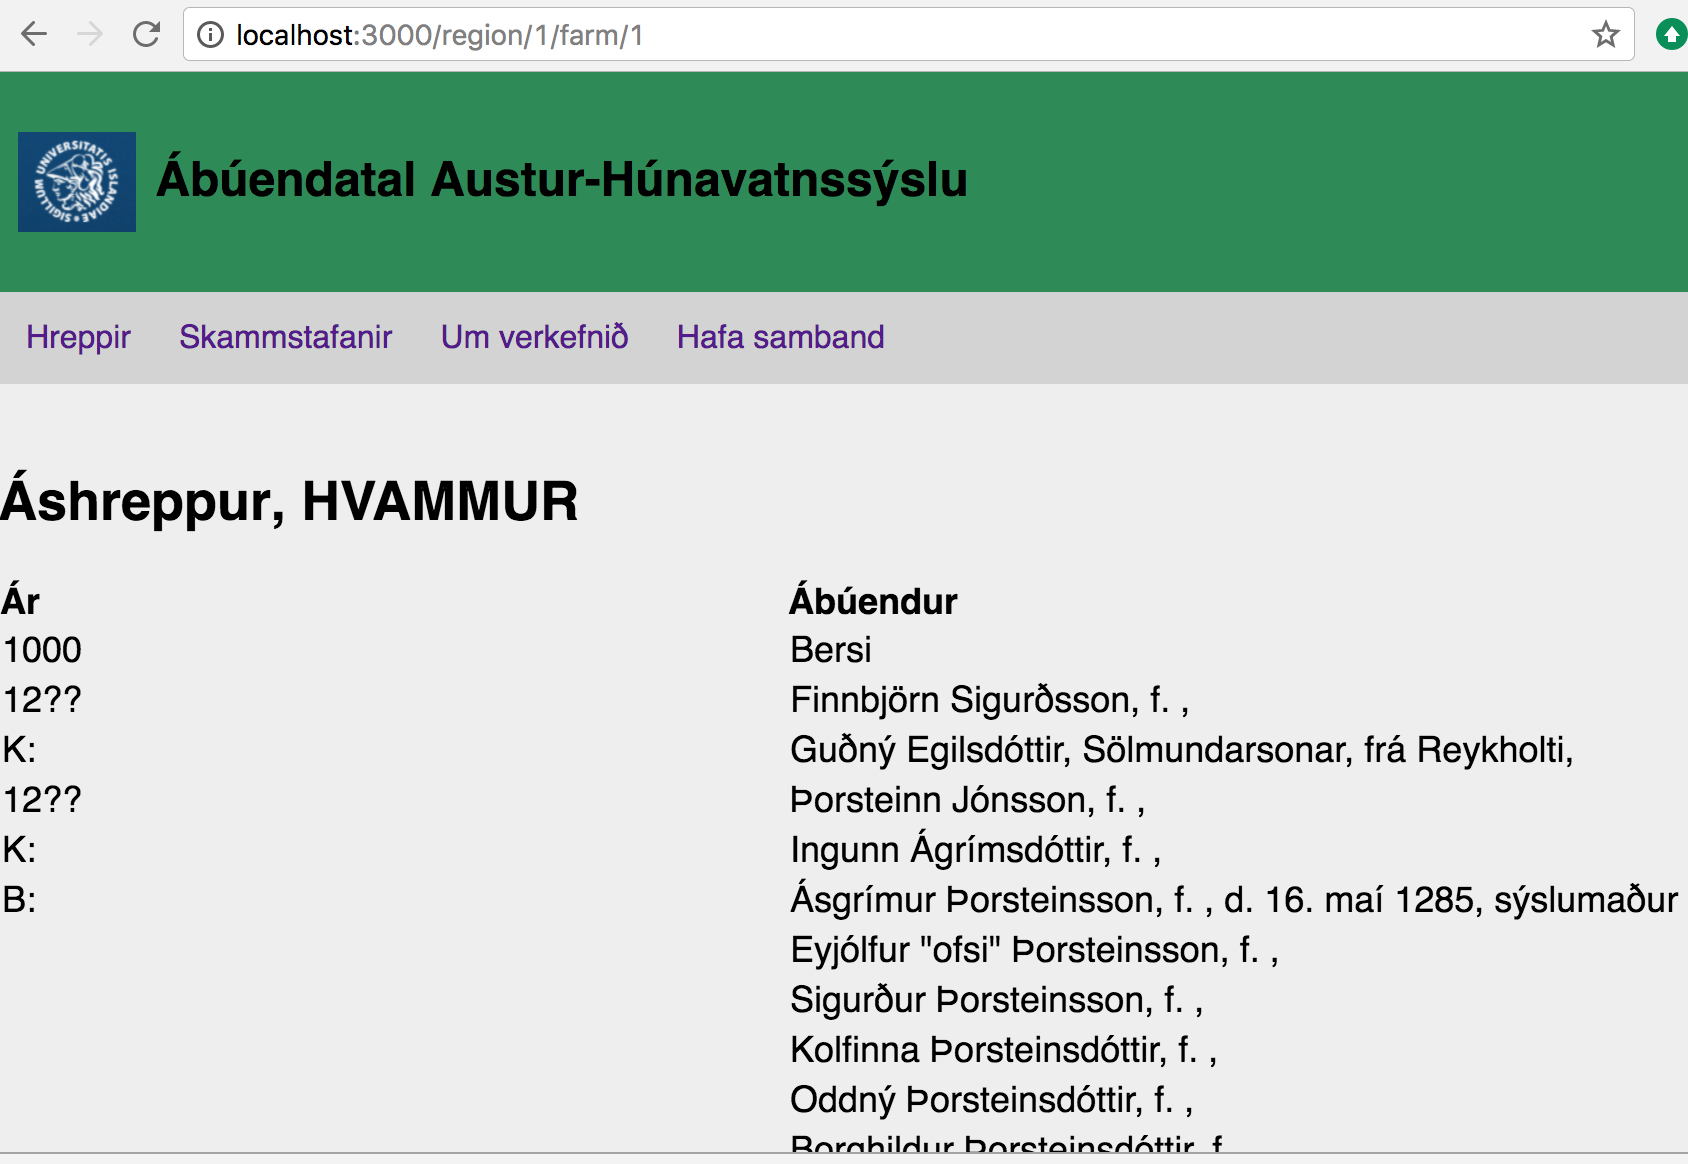 localhost:3000/region/1/farm/1
SIGILLUM UNIVERSITATIS ISLANDIAE
Ábúendatal Austur-Húnavatnssýslu
Hreppir Skammstafanir Um verkefnið Hafa samband
Áshreppur, HVAMMUR
Ár Ábúendur
1000 Bersi
12?? Finnbjörn Sigurðsson, f. ,
K: Guðný Egilsdóttir, Sölmundarsonar, frá Reykholti,
12?? Þorsteinn Jónsson, f. ,
K: Ingunn Ágrímsdóttir, f. ,
B: Ásgrímur Þorsteinsson, f. , d. 16. maí 1285, sýslumaður
Eyjólfur "ofsi" Þorsteinsson, f. ,
Sigurður Þorsteinsson, f. ,
Kolfinna Þorsteinsdóttir, f. ,
Oddný Þorsteinsdóttir, f. ,
Borghildur Þorsteinsdóttir, f.